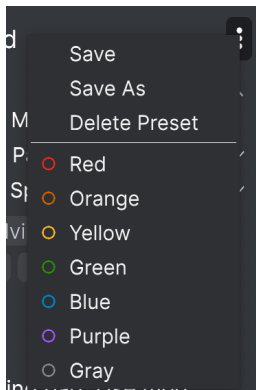 Save
Save As
Delete Preset
Red
Orange
Yellow
Green
Blue
Purple
Gray